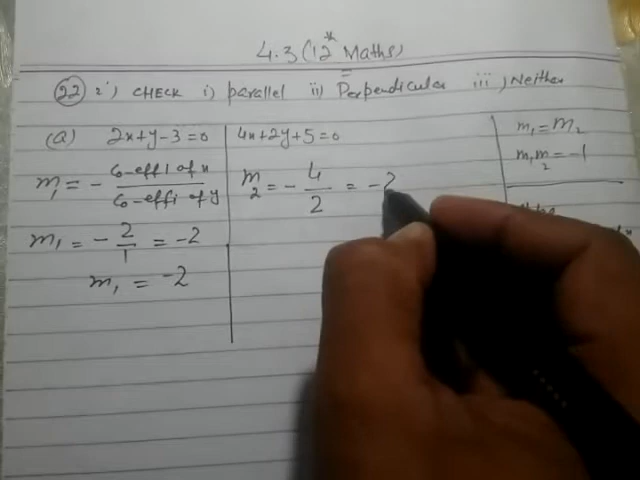 4.3 (12th Maths)
22 i) CHECK i) parallel ii) Perpendicular iii) Neither
(a) 2x+y-3=0
m₁ = - Co-effi of x / Co-effi of y
m₁ = - 2/1 = -2
m₁ = -2
4x+2y+5=0
m₂ = - 4/2 = -2
m₁ = m₂
m₁m₂ = -1